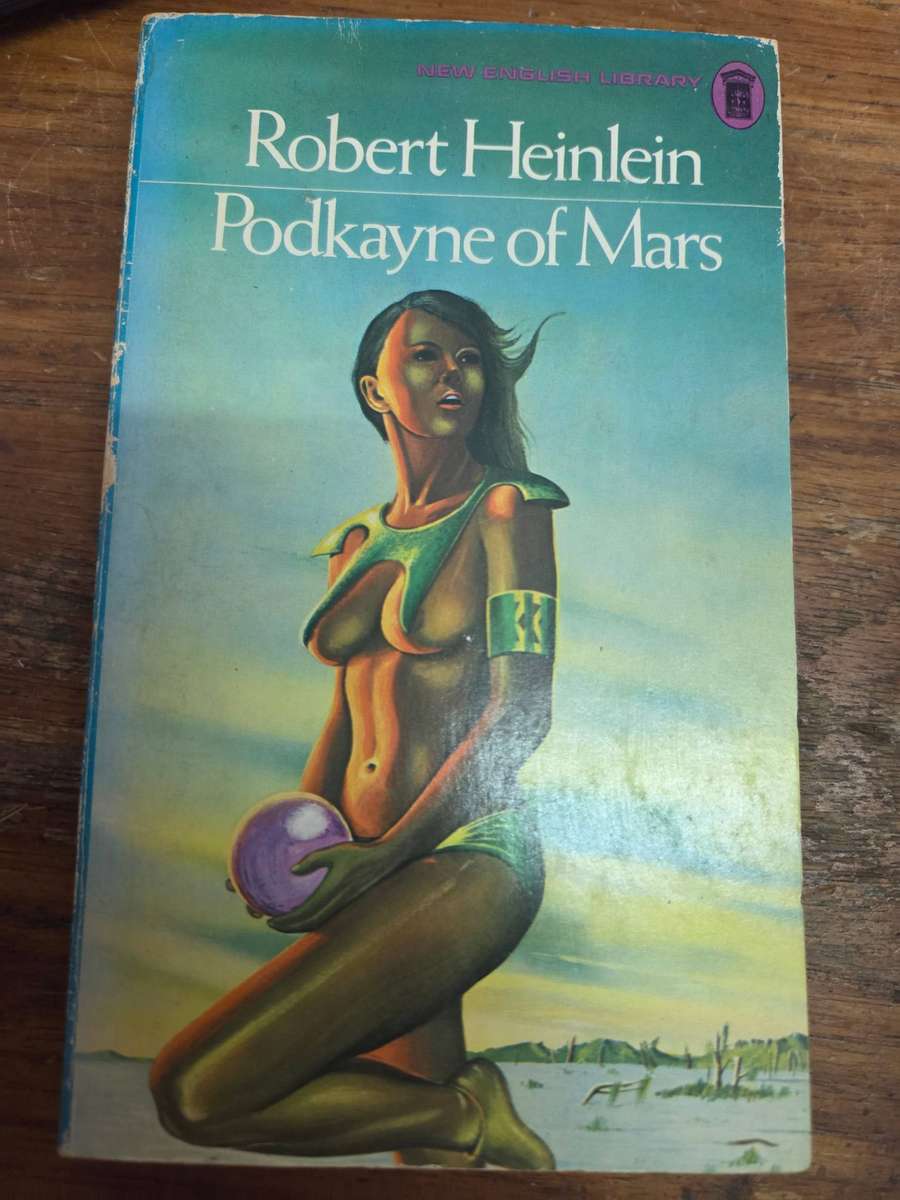 NEW ENGLISH LIBRARY
Robert Heinlein
Podkayne of Mars